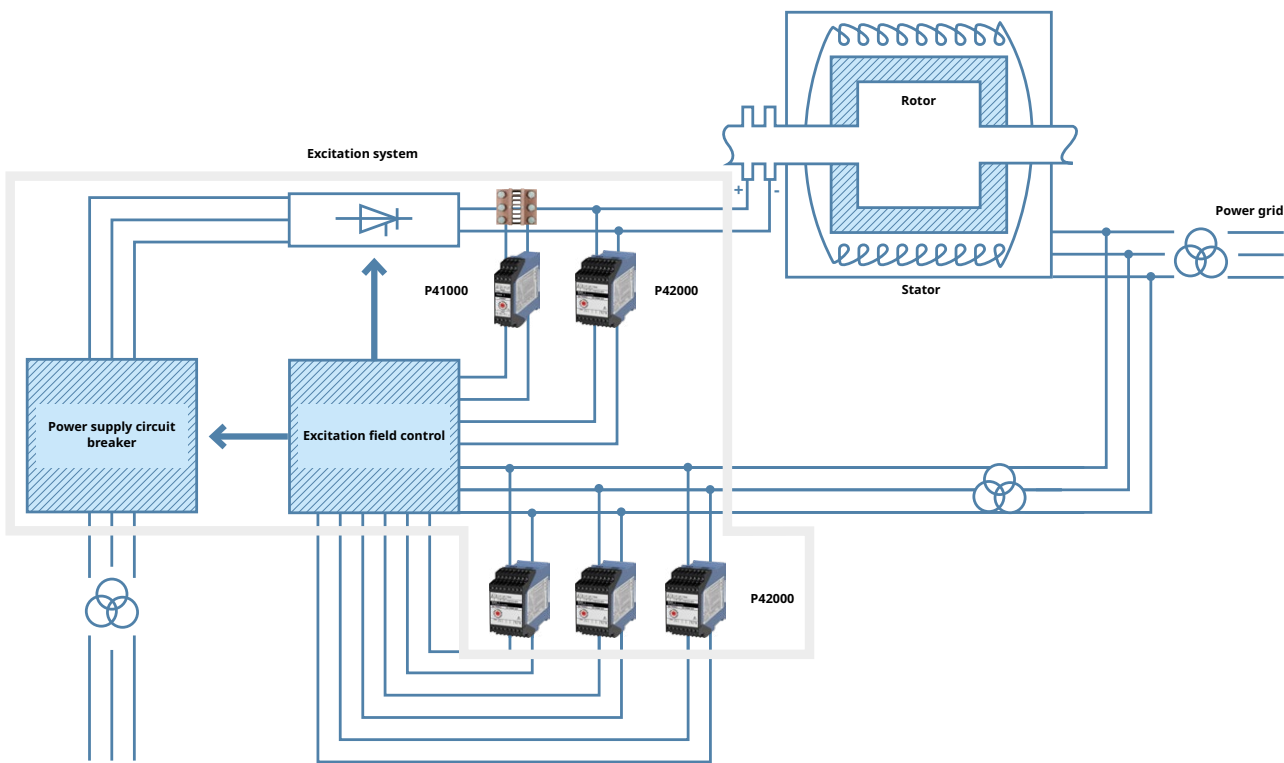 Rotor
Excitation system
+ -
Power grid
P41000
P42000
Stator
Power supply circuit
breaker
Excitation field control
P42000